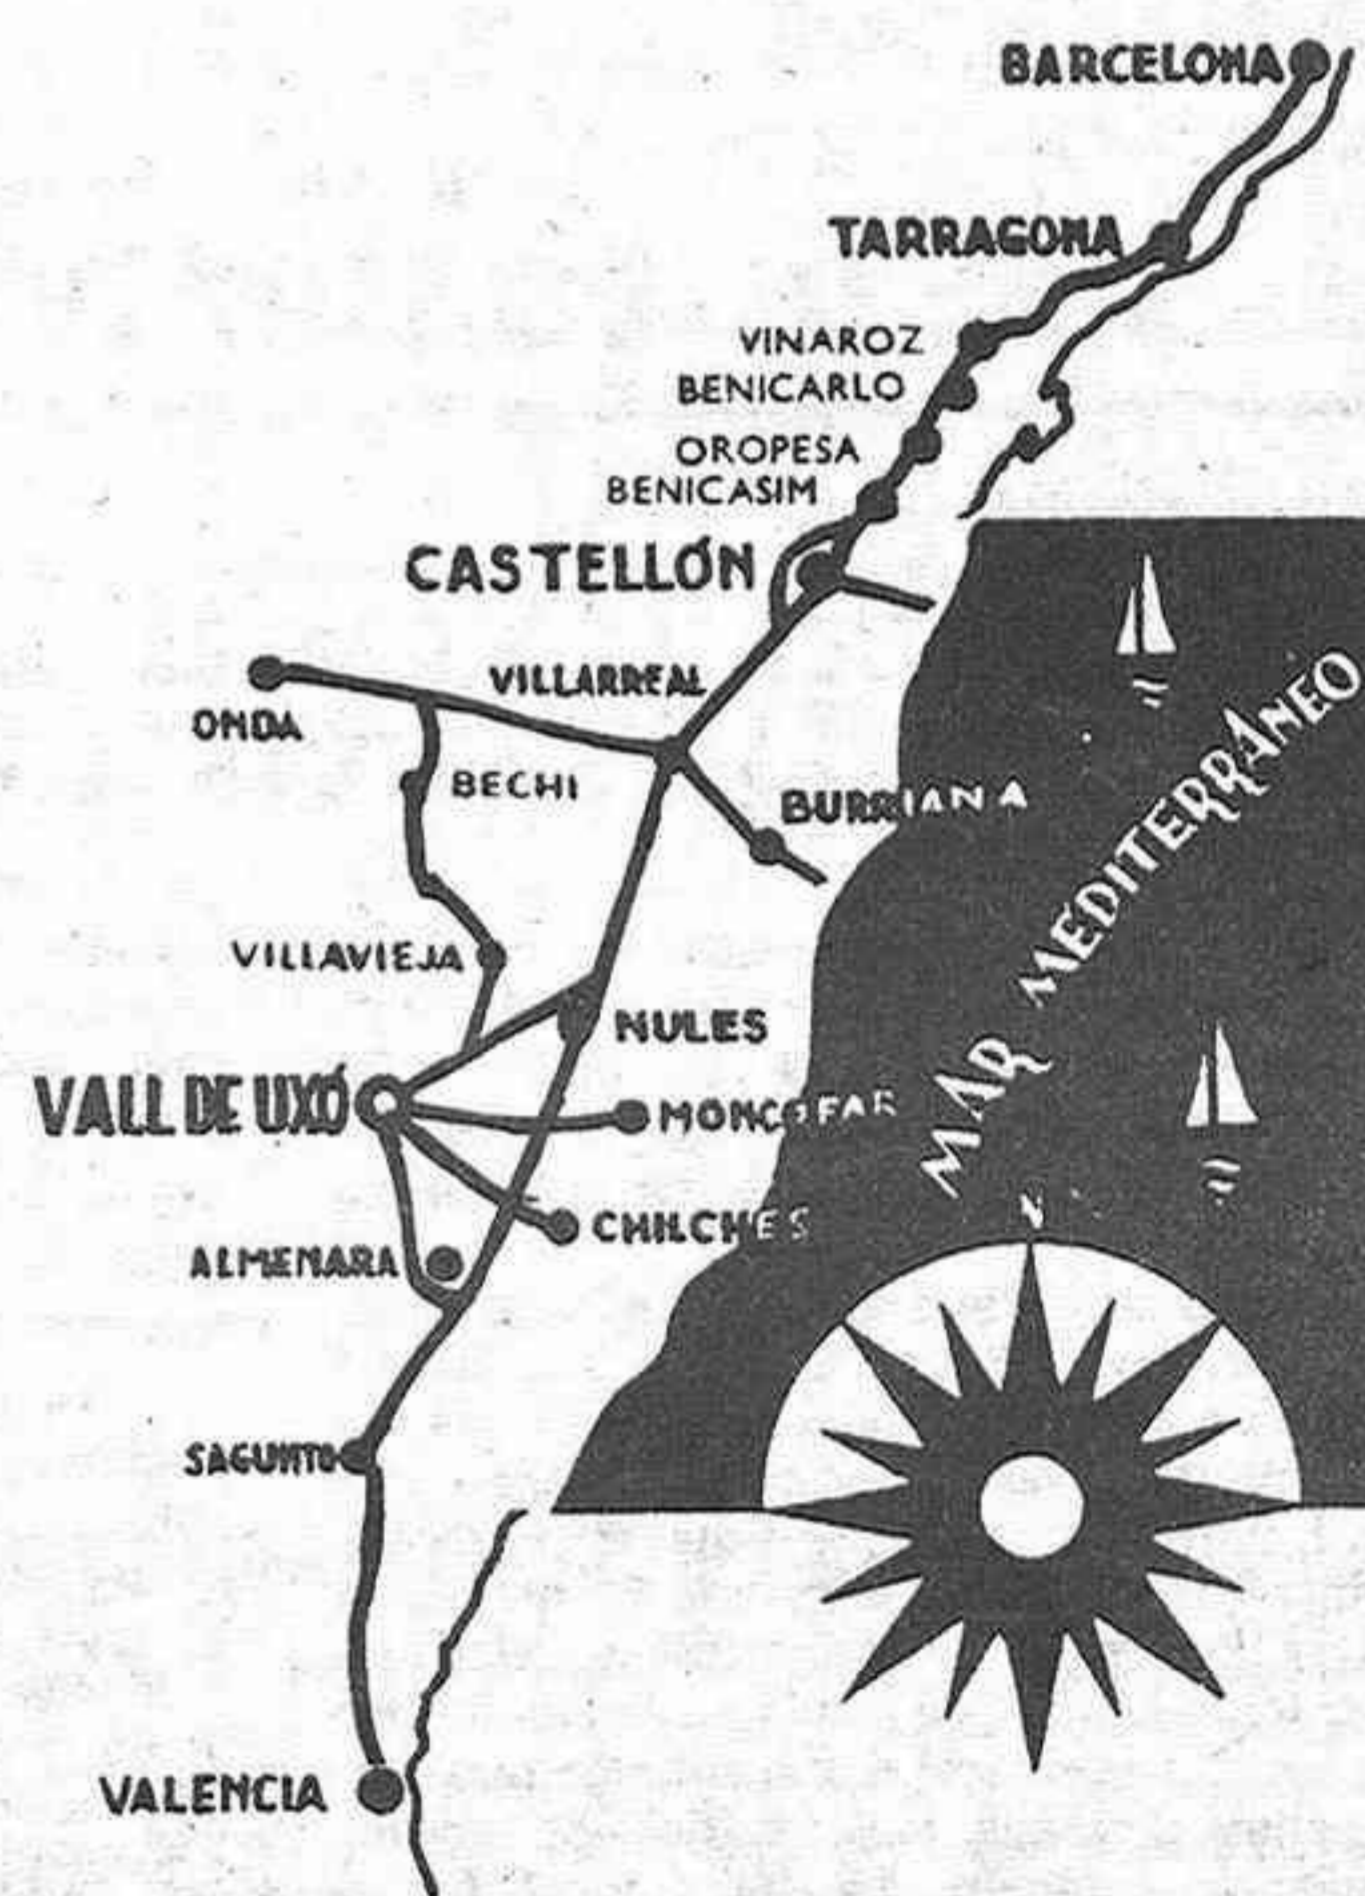 BARCELONA
TARRAGONA
VINAROZ
BENICARLO
OROPESA
BENICASIM
CASTELLÓN
VILLARREAL
ONDA
BECHI
BURRIANA
MAR MEDITERRANEO
VILLAVIEJA
NULES
VALL DE UXÓ
MONCOFAR
CHILCHES
N
ALMENARA
SAGUNTO
VALENCIA